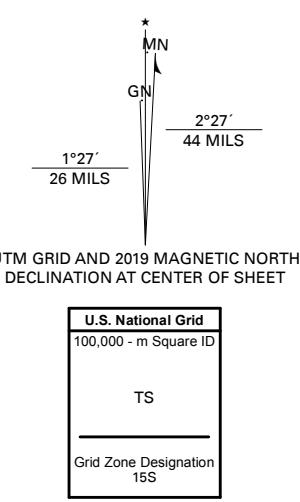 ★
MN
GN
2°27´
44 MILS
1°27´
26 MILS
UTM GRID AND 2019 MAGNETIC NORTH
DECLINATION AT CENTER OF SHEET
U.S. National Grid
100,000 - m Square ID
TS
Grid Zone Designation
15S